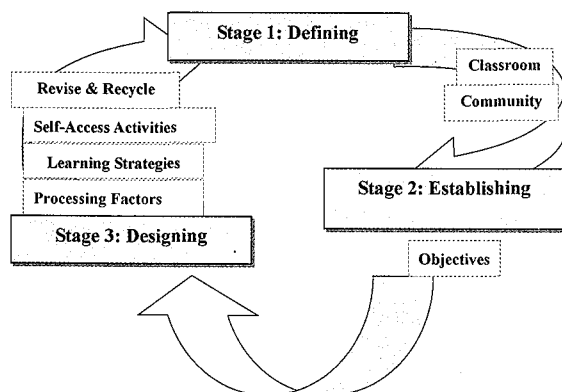 Stage 1: Defining
Classroom
Community
Revise & Recycle
Self-Access Activities
Learning Strategies
Processing Factors
Stage 2: Establishing
Stage 3: Designing
Objectives